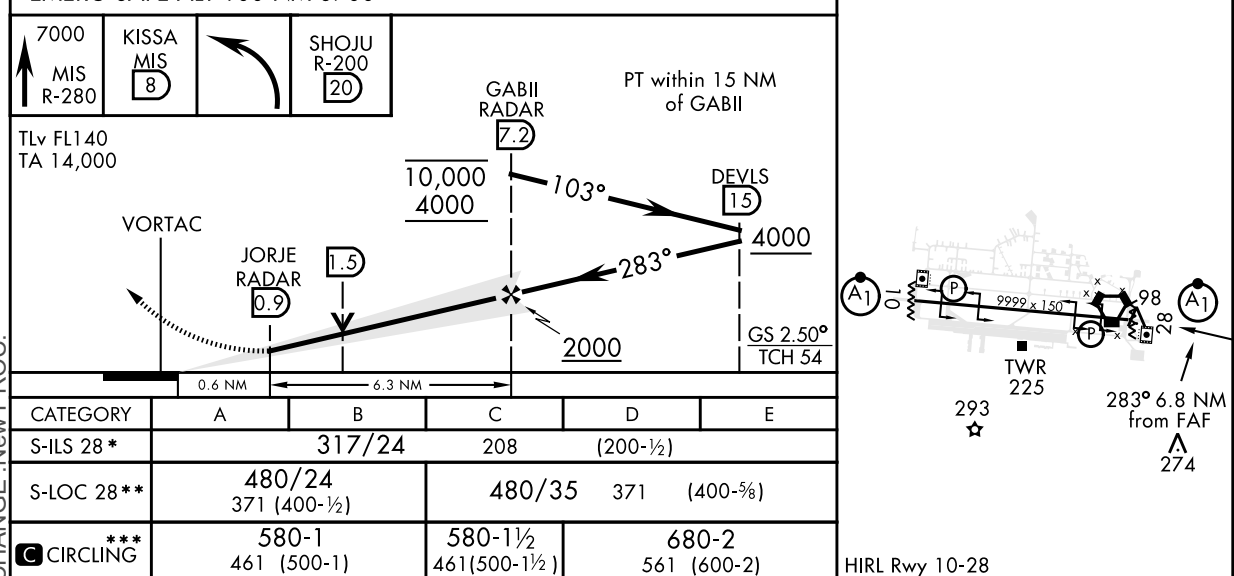 7000
MIS
R-280
KISSA
MIS
8
SHOJU
R-200
20
TLv FL140
TA 14,000
GABII
RADAR
7.2
PT within 15 NM
of GABII
10,000
4000
103°
DEVLS
15
4000
283°
VORTAC
JORJE
RADAR
0.9
1.5
2000
GS 2.50°
TCH 54
0.6 NM
6.3 NM
CATEGORY A B C D E
S-ILS 28 * 317/24 208 (200-½)
S-LOC 28 ** 480/24 371 (400-½) 480/35 371 (400-⅝)
C CIRCLING *** 580-1 461 (500-1) 580-1½ 461(500-1½) 680-2 561 (600-2)
A1
10
P
9999 x 150
x
x
x
x
P
98
28
A1
TWR
225
293
283° 6.8 NM
from FAF
274
HIRL Rwy 10-28